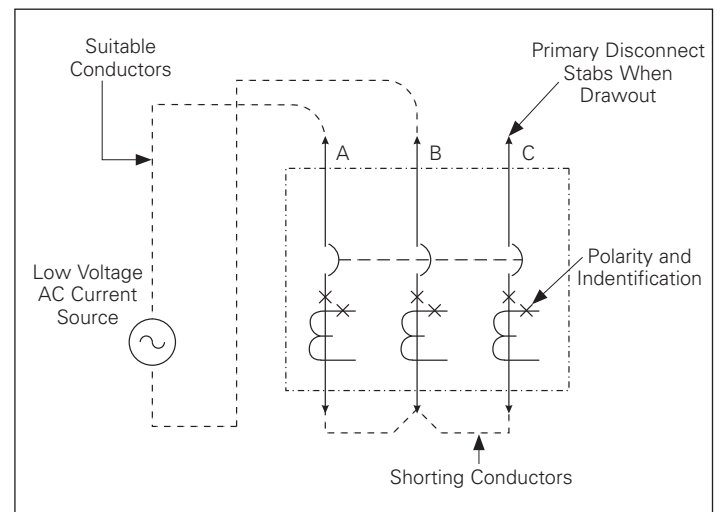 Suitable
Conductors
Primary Disconnect
Stabs When
Drawout
A
B
C
Low Voltage
AC Current
Source
Polarity and
Indentification
Shorting Conductors